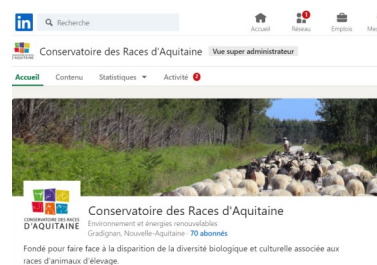 in
Recherche
1
Accueil
Réseau
Emplois
Conservatoire des Races d'Aquitaine
Vue super administrateur
Accueil
Contenu
Statistiques
Activité 2
CONSERVATOIRE DES RACES
D'AQUITAINE
Conservatoire des Races d'Aquitaine
Environnement et énergies renouvelables
Gradignan, Nouvelle-Aquitaine · 70 abonnés
Fondé pour faire face à la disparition de la diversité biologique et culturelle associée aux
races d'animaux d'élevage.